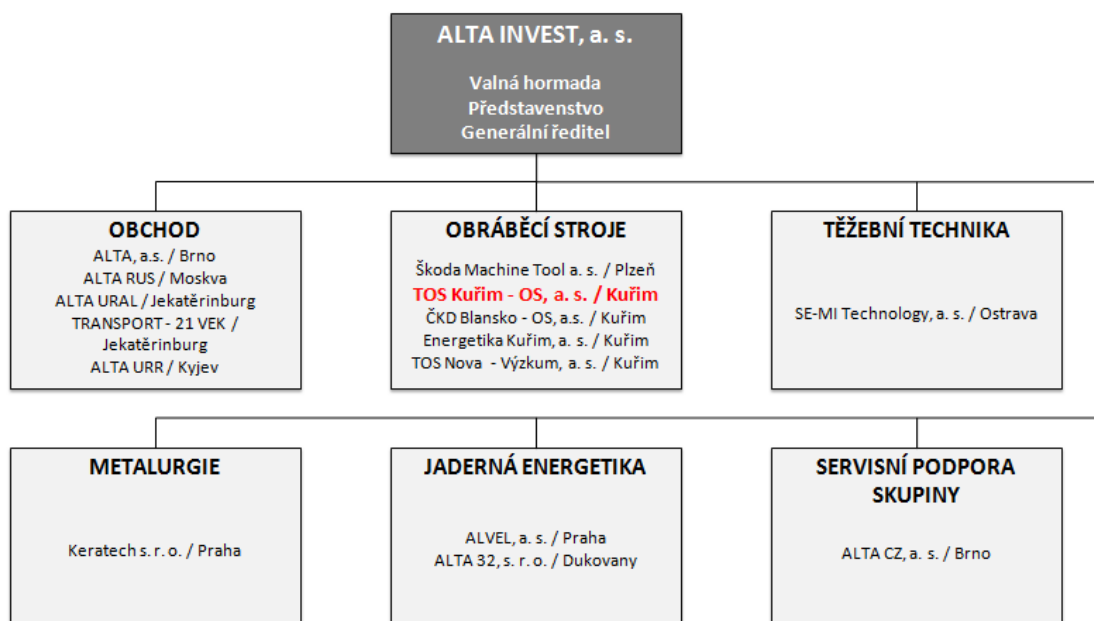 ALTA INVEST, a. s.
Valná hormada
Představenstvo
Generální ředitel
OBCHOD
ALTA, a.s. / Brno
ALTA RUS / Moskva
ALTA URAL / Jekatěrinburg
TRANSPORT - 21 VEK /
Jekatěrinburg
ALTA URR / Kyjev
OBRÁBĚCÍ STROJE
Škoda Machine Tool a. s. / Plzeň
TOS Kuřim - OS, a. s. / Kuřim
ČKD Blansko - OS, a.s. / Kuřim
Energetika Kuřim, a. s. / Kuřim
TOS Nova - Výzkum, a. s. / Kuřim
TĚŽEBNÍ TECHNIKA
SE-MI Technology, a. s. / Ostrava
METALURGIE
Keratech s. r. o. / Praha
JADERNÁ ENERGETIKA
ALVEL, a. s. / Praha
ALTA 32, s. r. o. / Dukovany
SERVISNÍ PODPORA
SKUPINY
ALTA CZ, a. s. / Brno